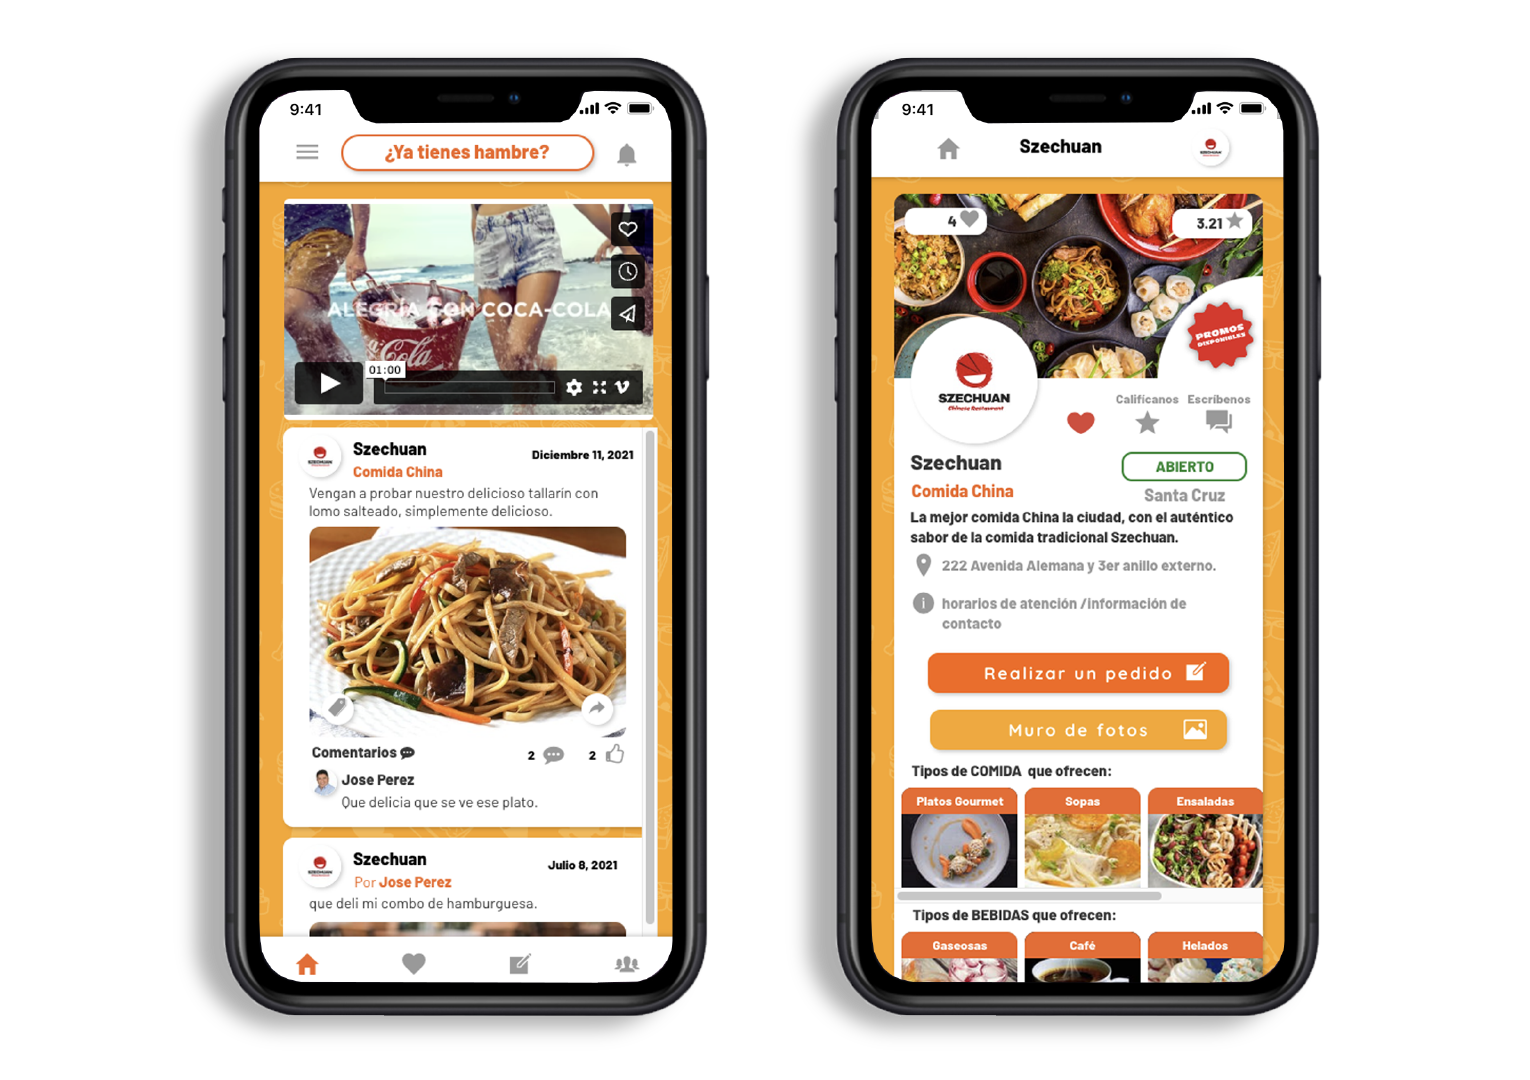 9:41
¿Ya tienes hambre?
ALEGRÍA CON COCA-COLA
Cola
01:00
SZECHUAN
Szechuan
Diciembre 11, 2021
Comida China
Vengan a probar nuestro delicioso tallarín con
lomo salteado, simplemente delicioso.
Comentarios
2
2
Jose Perez
Que delicia que se ve ese plato.
SZECHUAN
Szechuan
Julio 8, 2021
Por Jose Perez
que deli mi combo de hamburguesa.
9:41
Szechuan
SZECHUAN
4
3.21
PROMOS
DISPONIBLES
SZECHUAN
Chinese Restaurant
Calificanos
Escríbenos
Szechuan
ABIERTO
Comida China
Santa Cruz
La mejor comida China la ciudad, con el auténtico
sabor de la comida tradicional Szechuan.
222 Avenida Alemana y 3er anillo externo.
horarios de atención /información de
contacto
Realizar un pedido
Muro de fotos
Tipos de COMIDA que ofrecen:
Platos Gourmet
Sopas
Ensaladas
Tipos de BEBIDAS que ofrecen:
Gaseosas
Café
Helados